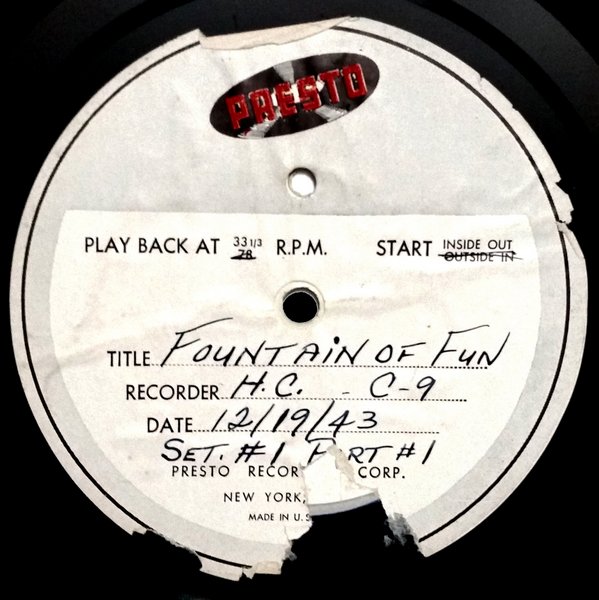 PRESTO
PLAY BACK AT 33 1/3 78 R.P.M. START INSIDE OUT OUTSIDE IN
TITLE FOUNTAIN OF FUN
RECORDER H.C. - C-9
DATE 12/19/43
SET. #1 PART #1
PRESTO RECOR CORP.
NEW YORK,
MADE IN U.S